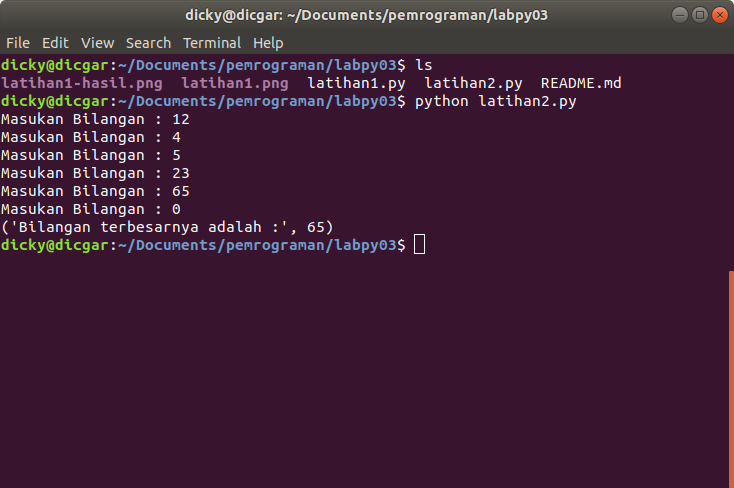 dicky@dicgar: ~/Documents/pemrograman/labpy03
File Edit View Search Terminal Help
dicky@dicgar:~/Documents/pemrograman/labpy03$ ls
latihan1-hasil.png  latihan1.png  latihan1.py  latihan2.py  README.md
dicky@dicgar:~/Documents/pemrograman/labpy03$ python latihan2.py
Masukan Bilangan : 12
Masukan Bilangan : 4
Masukan Bilangan : 5
Masukan Bilangan : 23
Masukan Bilangan : 65
Masukan Bilangan : 0
('Bilangan terbesarnya adalah :', 65)
dicky@dicgar:~/Documents/pemrograman/labpy03$